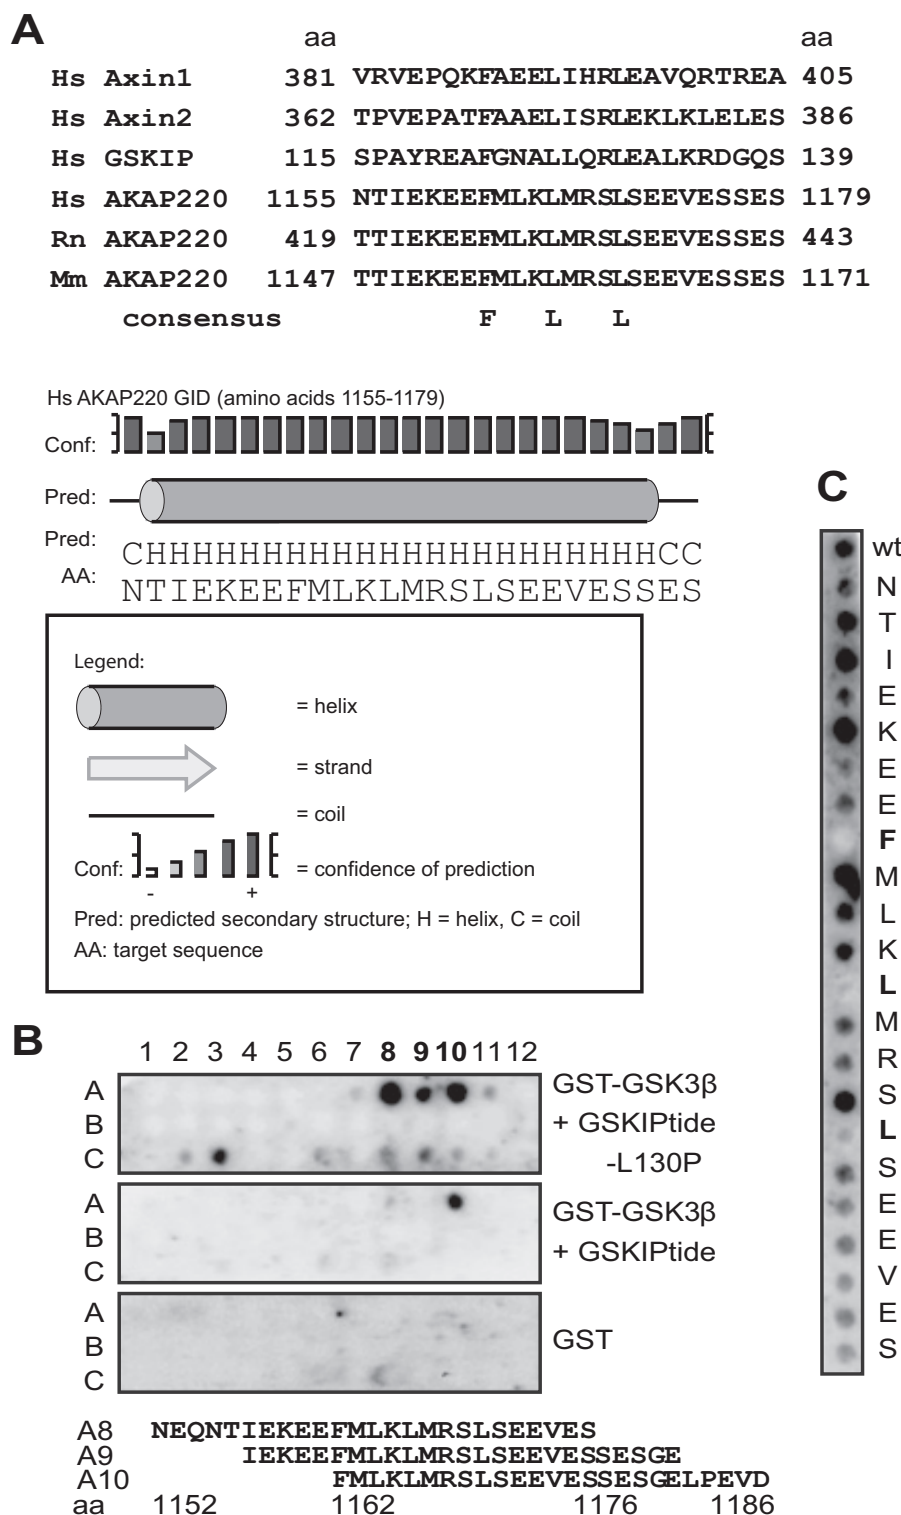 A
aa aa
Hs Axin1 381 VRVEPQKFAEELIHRLEAVQRTREA 405
Hs Axin2 362 TPVEPATFAAELISRLEKLKLELES 386
Hs GSKIP 115 SPAYREAFGNALLQRLEALKRDGQS 139
Hs AKAP220 1155 NTIEKEEFMLKLMRSLSEEVESSES 1179
Rn AKAP220 419 TTIEKEEFMLKLMRSLSEEVESSES 443
Mm AKAP220 1147 TTIEKEEFMLKLMRSLSEEVESSES 1171
consensus F L L
Hs AKAP220 GID (amino acids 1155-1179)
Conf:
Pred:
Pred: CHHHHHHHHHHHHHHHHHHHHHHCC
AA: NTIEKEEFMLKLMRSLSEEVESSES
Legend:
= helix
= strand
= coil
Conf: = confidence of prediction
- +
Pred: predicted secondary structure; H = helix, C = coil
AA: target sequence
B
1 2 3 4 5 6 7 8 9 10 11 12
A GST-GSK3β
B + GSKIPtide
C -L130P
A GST-GSK3β
B + GSKIPtide
C
A
B GST
C
A8 NEQNTIEKEEFMLKLMRSLSEEVES
A9 IEKEEFMLKLMRSLSEEVESSESGE
A10 FMLKLMRSLSEEVESSESGELPEVD
aa 1152 1162 1176 1186
C
wt
N
T
I
E
K
E
E
F
M
L
K
L
M
R
S
L
S
E
E
V
E
S